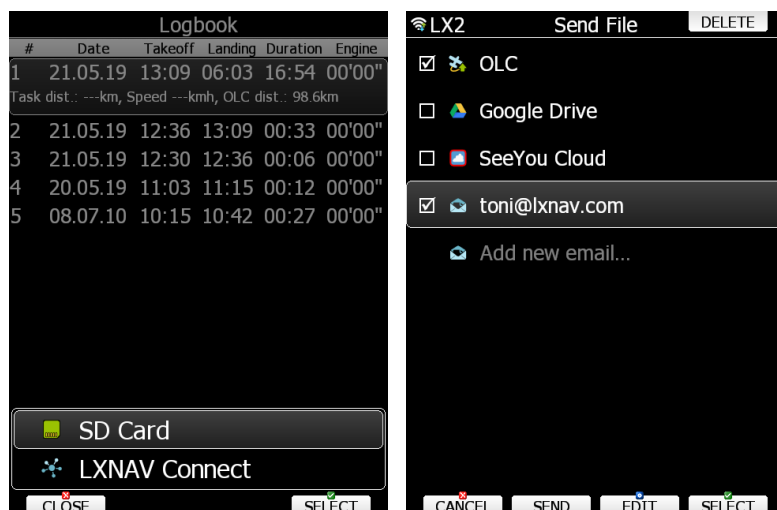 Logbook
# Date Takeoff Landing Duration Engine
1 21.05.19 13:09 06:03 16:54 00'00"
Task dist.: ---km, Speed ---kmh, OLC dist.: 98.6km
2 21.05.19 12:36 13:09 00:33 00'00"
3 21.05.19 12:30 12:36 00:06 00'00"
4 20.05.19 11:03 11:15 00:12 00'00"
5 08.07.10 10:15 10:42 00:27 00'00"
SD Card
LXNAV Connect
CLOSE SELECT
LX2 Send File DELETE
OLC
Google Drive
SeeYou Cloud
toni@lxnav.com
Add new email...
CANCEL SEND EDIT SELECT